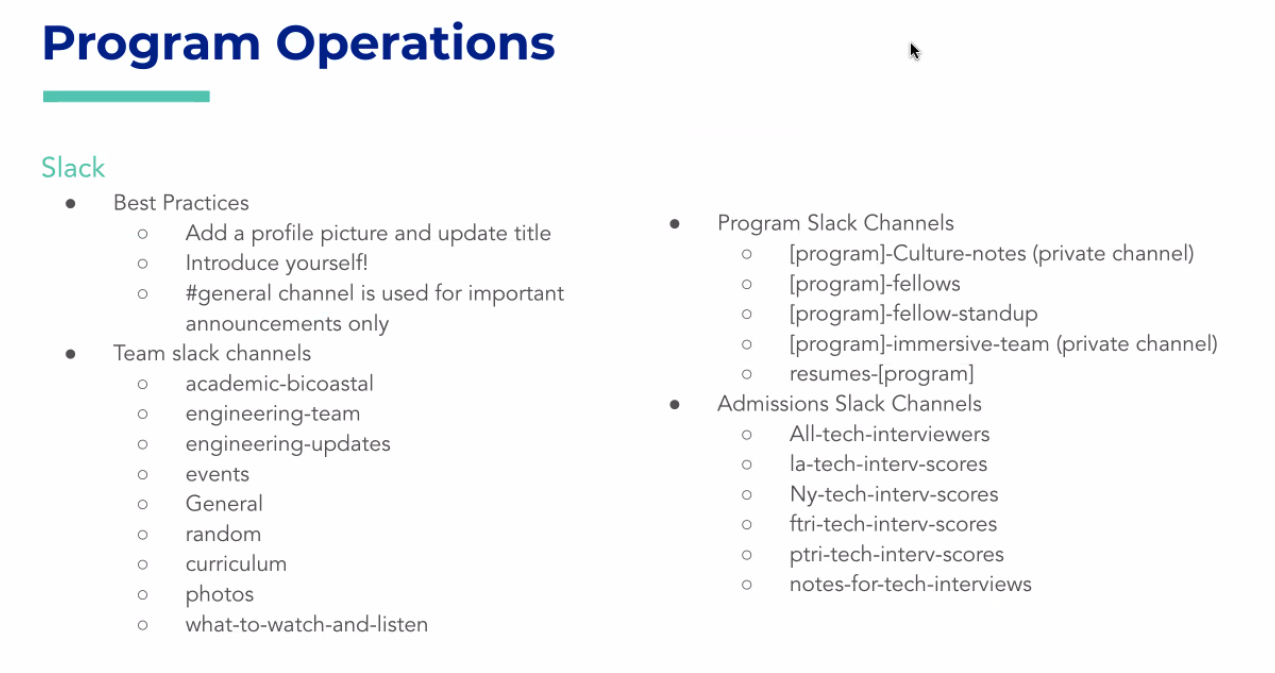 Program Operations
Slack
● Best Practices
○ Add a profile picture and update title
○ Introduce yourself!
○ #general channel is used for important
announcements only
● Team slack channels
○ academic-bicoastal
○ engineering-team
○ engineering-updates
○ events
○ General
○ random
○ curriculum
○ photos
○ what-to-watch-and-listen
● Program Slack Channels
○ [program]-Culture-notes (private channel)
○ [program]-fellows
○ [program]-fellow-standup
○ [program]-immersive-team (private channel)
○ resumes-[program]
● Admissions Slack Channels
○ All-tech-interviewers
○ la-tech-interv-scores
○ Ny-tech-interv-scores
○ ftri-tech-interv-scores
○ ptri-tech-interv-scores
○ notes-for-tech-interviews